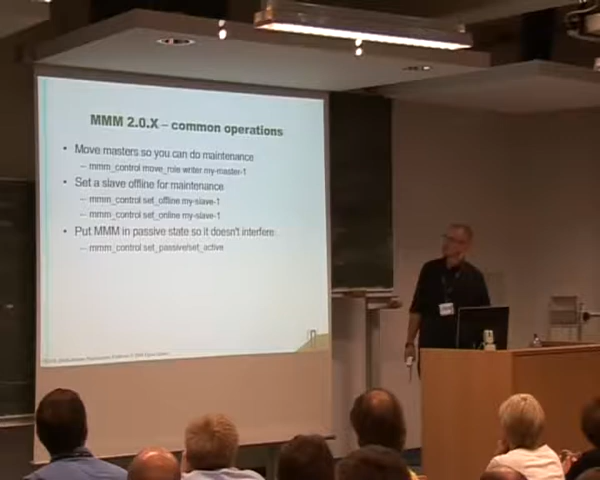 MMM 2.0.X – common operations
• Move masters so you can do maintenance
– mmm_control move_role writer my-master-1
• Set a slave offline for maintenance
– mmm_control set_offline my-slave-1
– mmm_control set_online my-slave-1
• Put MMM in passive state so it doesn't interfere
– mmm_control set_passive/set_active